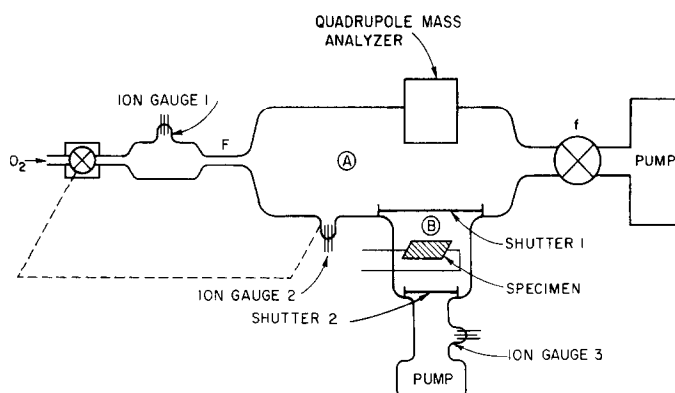 QUADRUPOLE MASS
ANALYZER
ION GAUGE 1
F
f
O₂
A
PUMP
B
SHUTTER 1
SPECIMEN
ION GAUGE 2
SHUTTER 2
ION GAUGE 3
PUMP